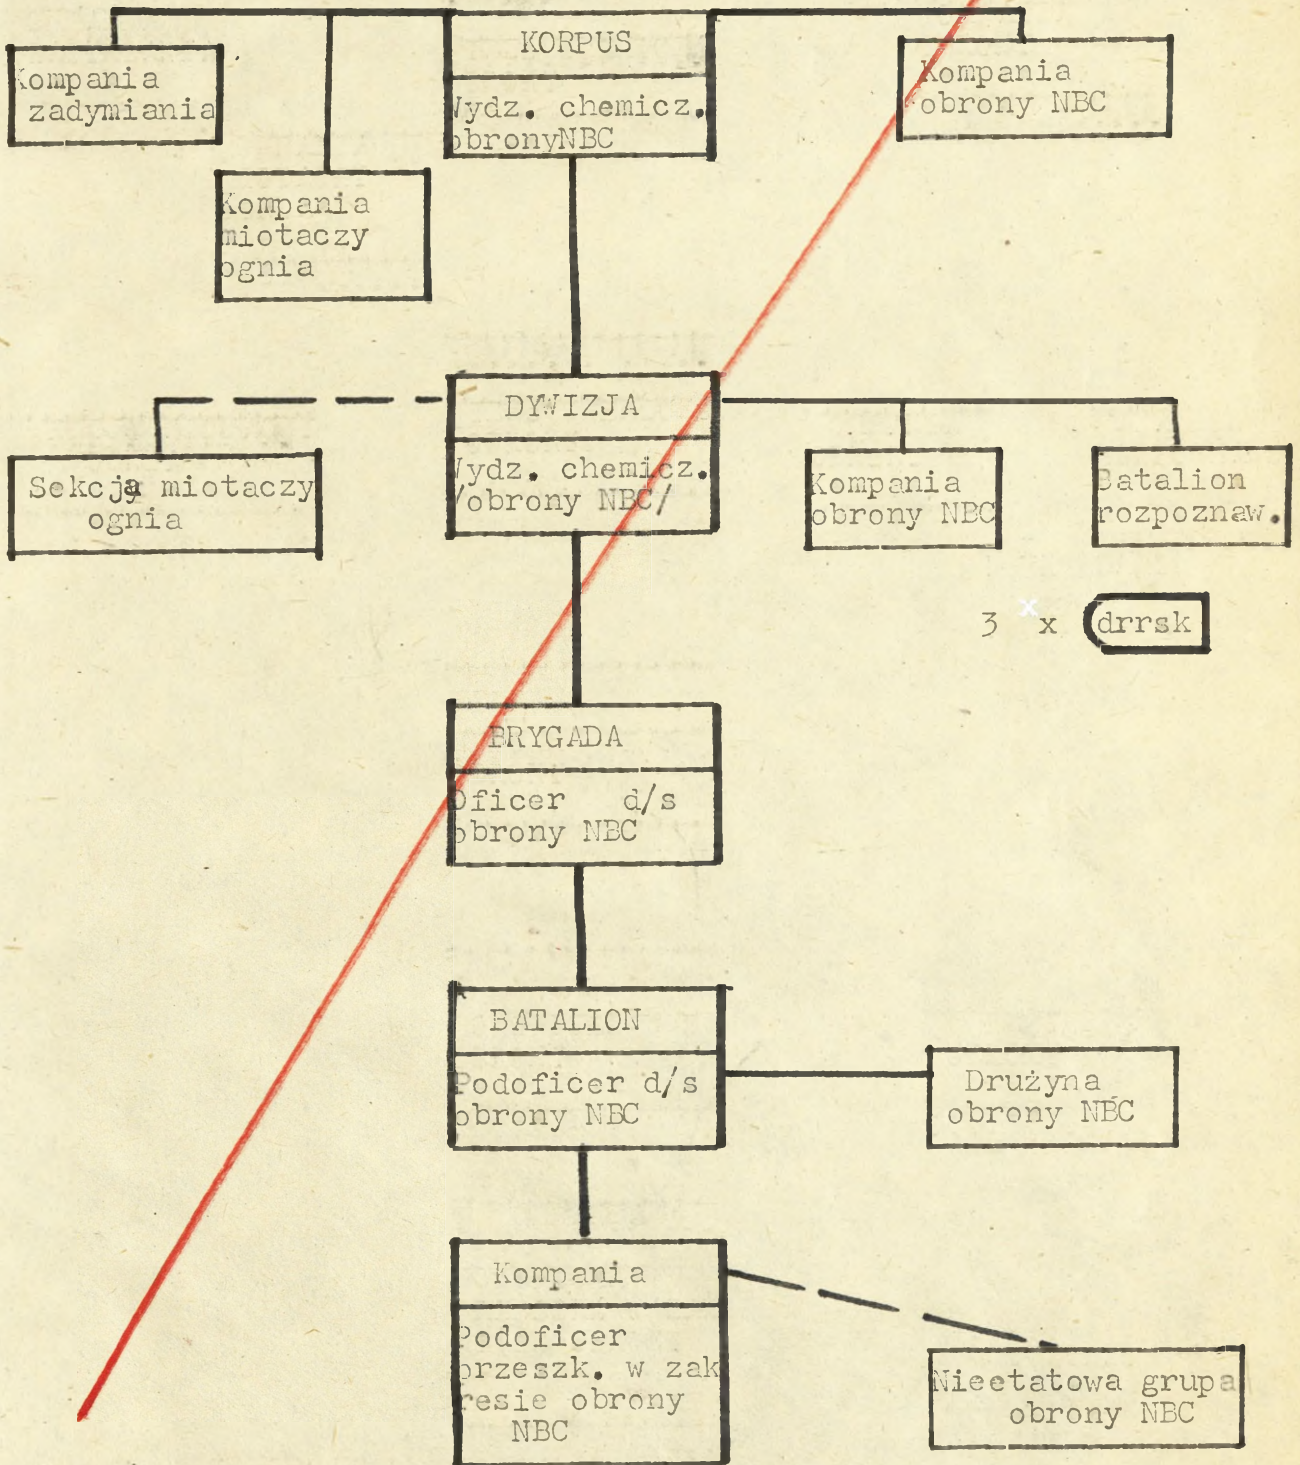 KORPUS
Wydz. chemicz.
obronyNBC
Kompania
zadymiania
Kompania
obrony NBC
Kompania
miotaczy
ognia
DYWIZJA
Wydz. chemicz.
/obrony NBC/
Sekcja miotaczy
ognia
Kompania
obrony NBC
Batalion
rozpoznaw.
3 x drrsk
BRYGADA
Oficer d/s
obrony NBC
BATALION
Podoficer d/s
obrony NBC
Drużyna
obrony NBC
Kompania
Podoficer
przeszk. w zak
resie obrony
NBC
Nieetatowa grupa
obrony NBC